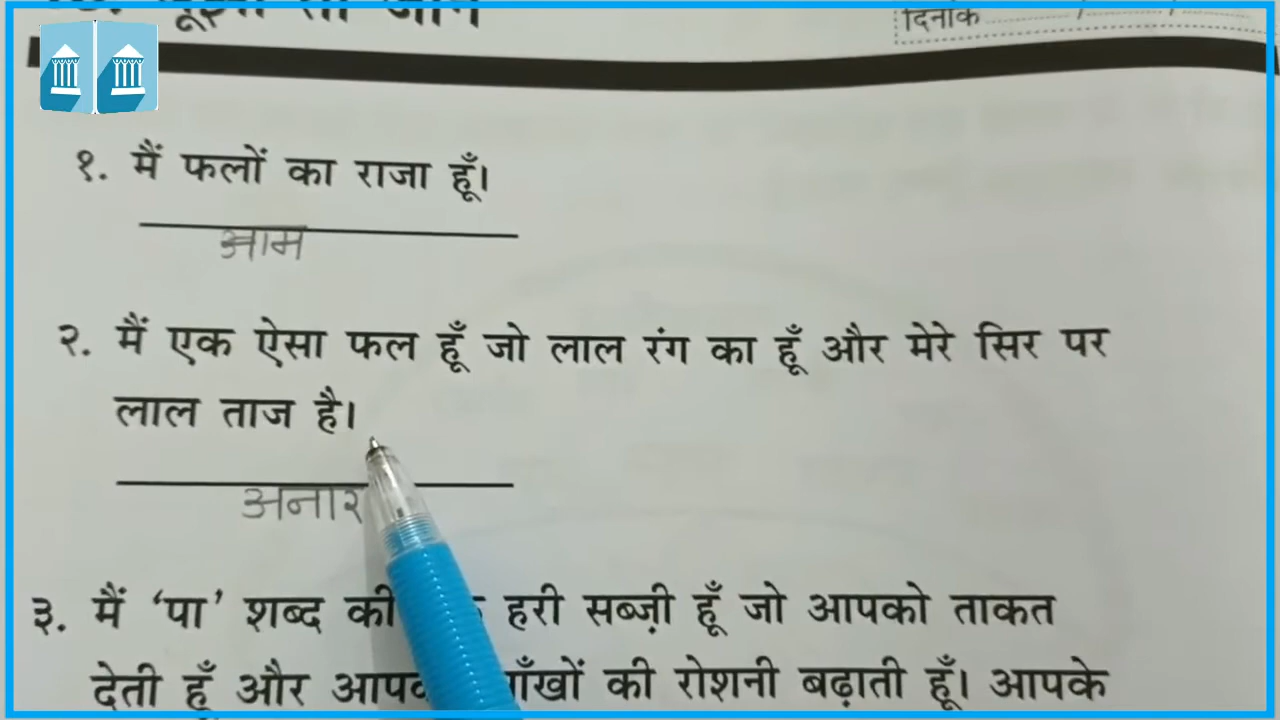 दिनांक
१. मैं फलों का राजा हूँ।
आम
२. मैं एक ऐसा फल हूँ जो लाल रंग का हूँ और मेरे सिर पर
लाल ताज है।
अनार
३. मैं 'पा' शब्द की हरी सब्ज़ी हूँ जो आपको ताकत
देती हूँ और की रोशनी बढ़ाती हूँ। आपके